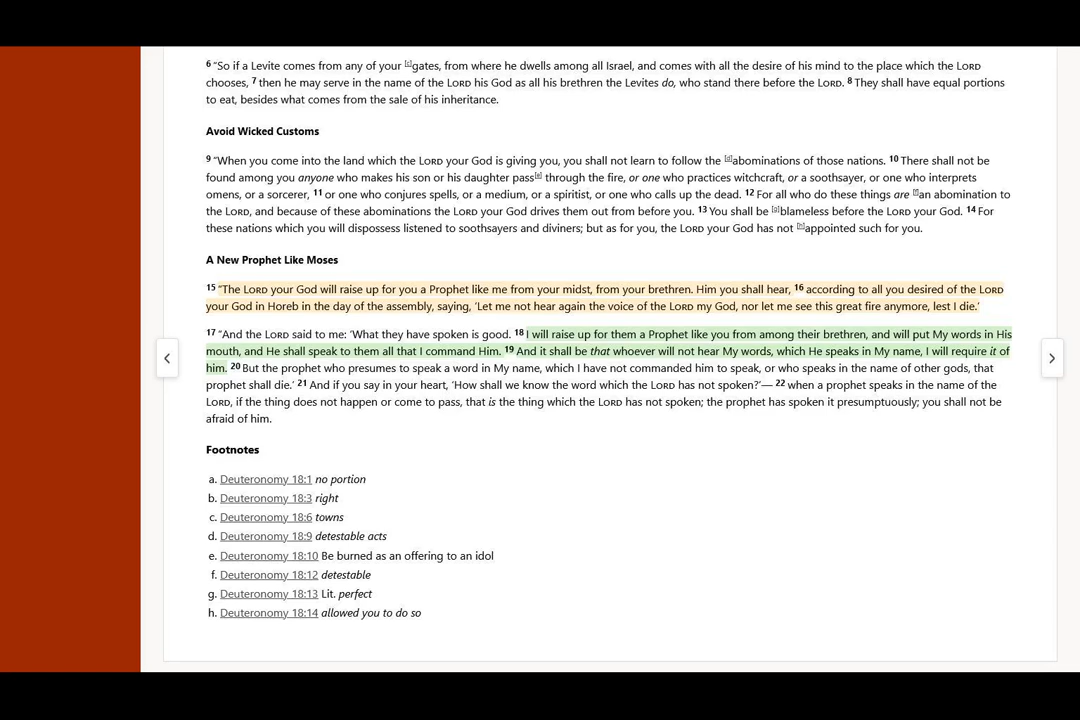 6 “So if a Levite comes from any of your [c]gates, from where he dwells among all Israel, and comes with all the desire of his mind to the place which the LORD
chooses, 7 then he may serve in the name of the LORD his God as all his brethren the Levites do, who stand there before the LORD. 8 They shall have equal portions
to eat, besides what comes from the sale of his inheritance.
Avoid Wicked Customs
9 “When you come into the land which the LORD your God is giving you, you shall not learn to follow the [d]abominations of those nations. 10 There shall not be
found among you anyone who makes his son or his daughter pass[e] through the fire, or one who practices witchcraft, or a soothsayer, or one who interprets
omens, or a sorcerer, 11 or one who conjures spells, or a medium, or a spiritist, or one who calls up the dead. 12 For all who do these things are [f]an abomination to
the LORD, and because of these abominations the LORD your God drives them out from before you. 13 You shall be [g]blameless before the LORD your God. 14 For
these nations which you will dispossess listened to soothsayers and diviners; but as for you, the LORD your God has not [h]appointed such for you.
A New Prophet Like Moses
15 “The LORD your God will raise up for you a Prophet like me from your midst, from your brethren. Him you shall hear, 16 according to all you desired of the LORD
your God in Horeb in the day of the assembly, saying, ‘Let me not hear again the voice of the LORD my God, nor let me see this great fire anymore, lest I die.’
17 “And the LORD said to me: ‘What they have spoken is good. 18 I will raise up for them a Prophet like you from among their brethren, and will put My words in His
mouth, and He shall speak to them all that I command Him. 19 And it shall be that whoever will not hear My words, which He speaks in My name, I will require it of
him. 20 But the prophet who presumes to speak a word in My name, which I have not commanded him to speak, or who speaks in the name of other gods, that
prophet shall die.’ 21 And if you say in your heart, ‘How shall we know the word which the LORD has not spoken?’— 22 when a prophet speaks in the name of the
LORD, if the thing does not happen or come to pass, that is the thing which the LORD has not spoken; the prophet has spoken it presumptuously; you shall not be
afraid of him.
Footnotes
a. Deuteronomy 18:1 no portion
b. Deuteronomy 18:3 right
c. Deuteronomy 18:6 towns
d. Deuteronomy 18:9 detestable acts
e. Deuteronomy 18:10 Be burned as an offering to an idol
f. Deuteronomy 18:12 detestable
g. Deuteronomy 18:13 Lit. perfect
h. Deuteronomy 18:14 allowed you to do so